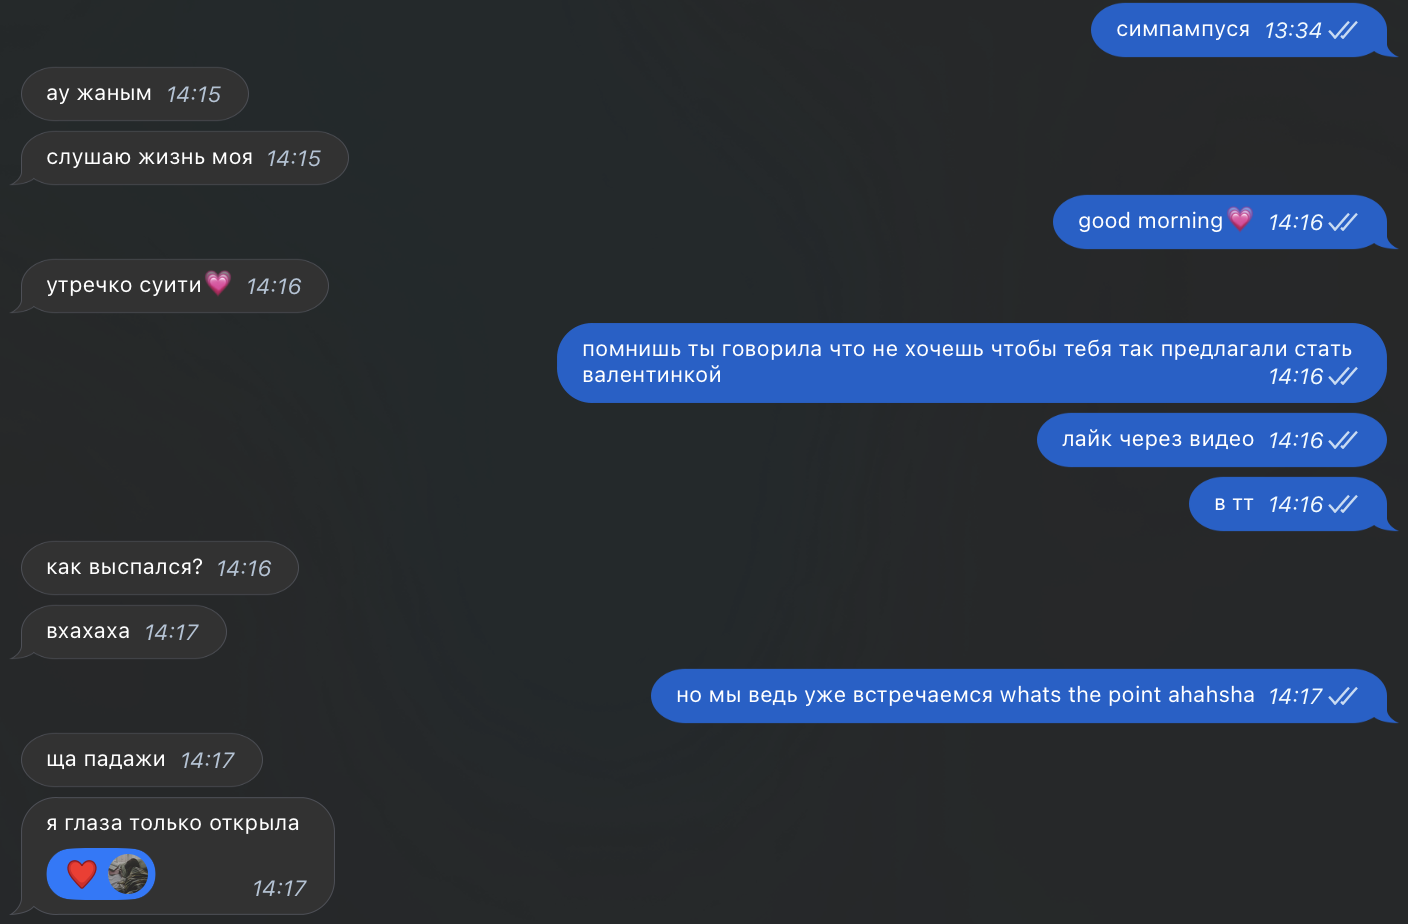 симпампуся 13:34
ау жаным 14:15
слушаю жизнь моя 14:15
good morning💗 14:16
утречко суити💗 14:16
помнишь ты говорила что не хочешь чтобы тебя так предлагали стать
валентинкой 14:16
лайк через видео 14:16
в тт 14:16
как выспался? 14:16
вхахаха 14:17
но мы ведь уже встречаемся whats the point ahahsha 14:17
ща падажи 14:17
я глаза только открыла
❤️ 14:17